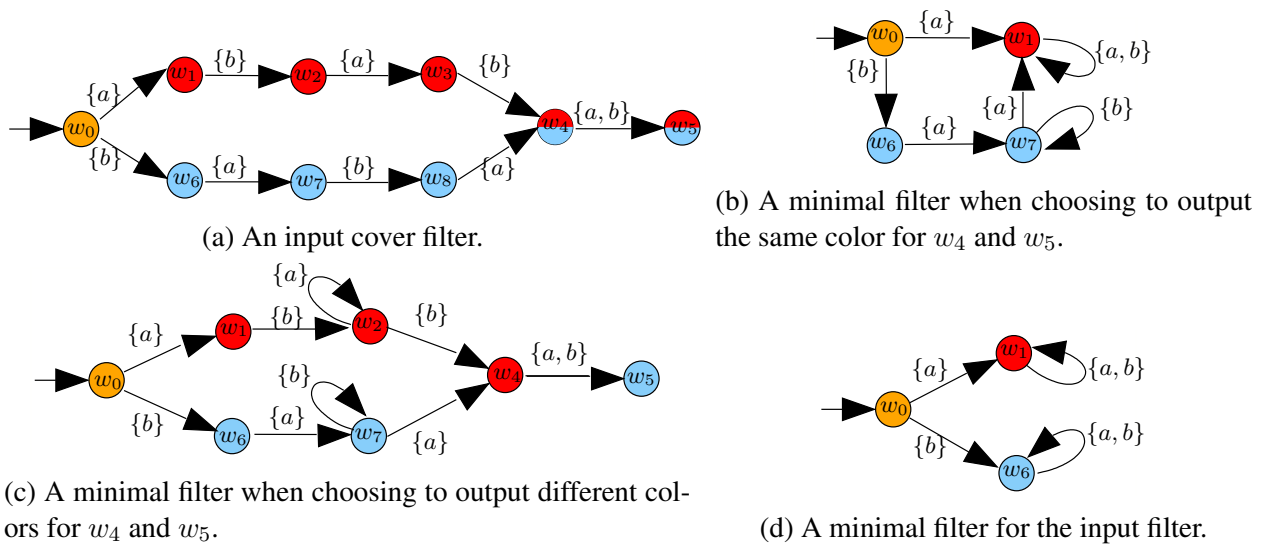 {a}
{b}
{a}
{b}
w₀
w₁
w₂
w₃
w₄
{a, b}
w₅
{b}
{a}
{b}
{a}
w₆
w₇
w₈
(a) An input cover filter.
w₀
{a}
w₁
{a, b}
{b}
{a}
{b}
w₆
{a}
w₇
(b) A minimal filter when choosing to output
the same color for w₄ and w₅.
{a}
{a}
w₁
{b}
w₂
{b}
w₀
w₄
{a, b}
w₅
{b}
{b}
w₆
{a}
w₇
{a}
(c) A minimal filter when choosing to output different col-
ors for w₄ and w₅.
w₁
{a}
{a, b}
w₀
{b}
{a, b}
w₆
(d) A minimal filter for the input filter.